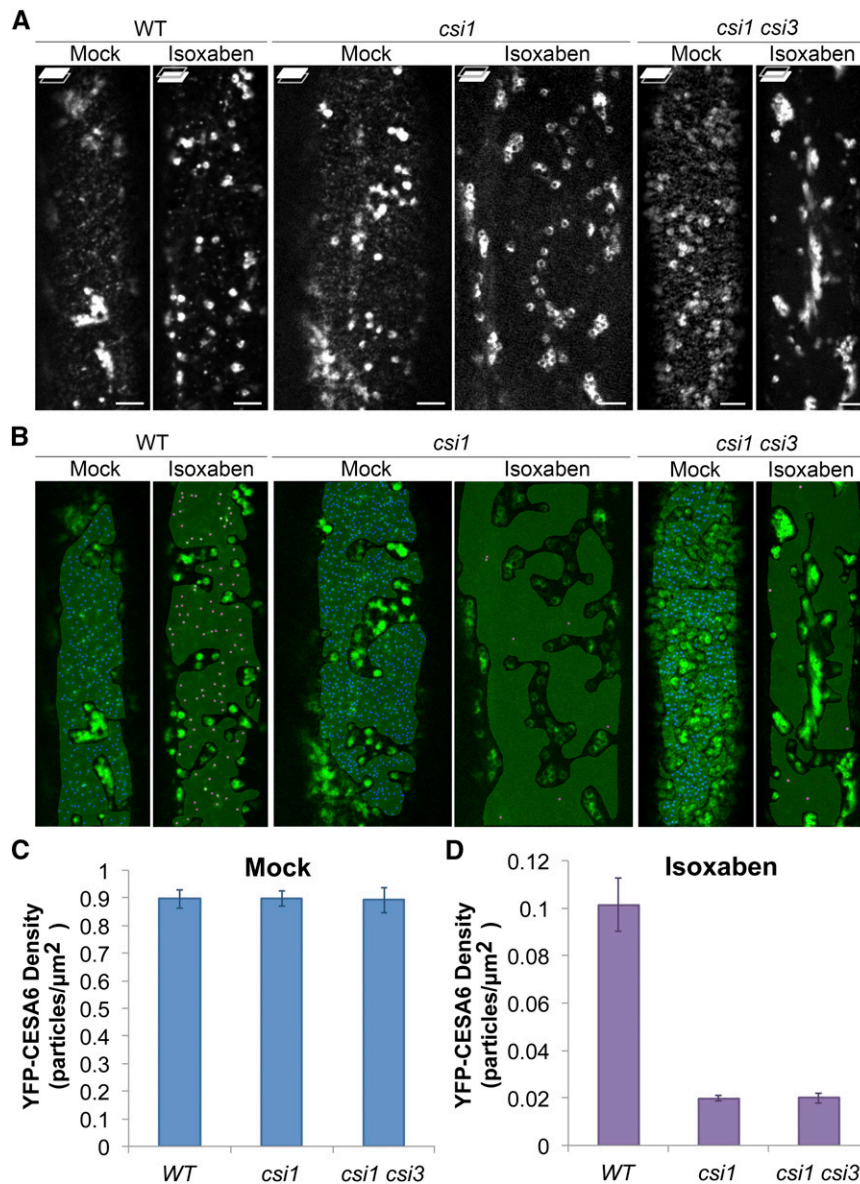 A
WT
csi1
csi1 csi3
Mock
Isoxaben
Mock
Isoxaben
Mock
Isoxaben
B
WT
csi1
csi1 csi3
Mock
Isoxaben
Mock
Isoxaben
Mock
Isoxaben
C
Mock
YFP-CESA6 Density
(particles/µm²)
1
0.9
0.8
0.7
0.6
0.5
0.4
0.3
0.2
0.1
0
WT
csi1
csi1 csi3
D
Isoxaben
YFP-CESA6 Density
(particles/µm²)
0.12
0.1
0.08
0.06
0.04
0.02
0
WT
csi1
csi1 csi3